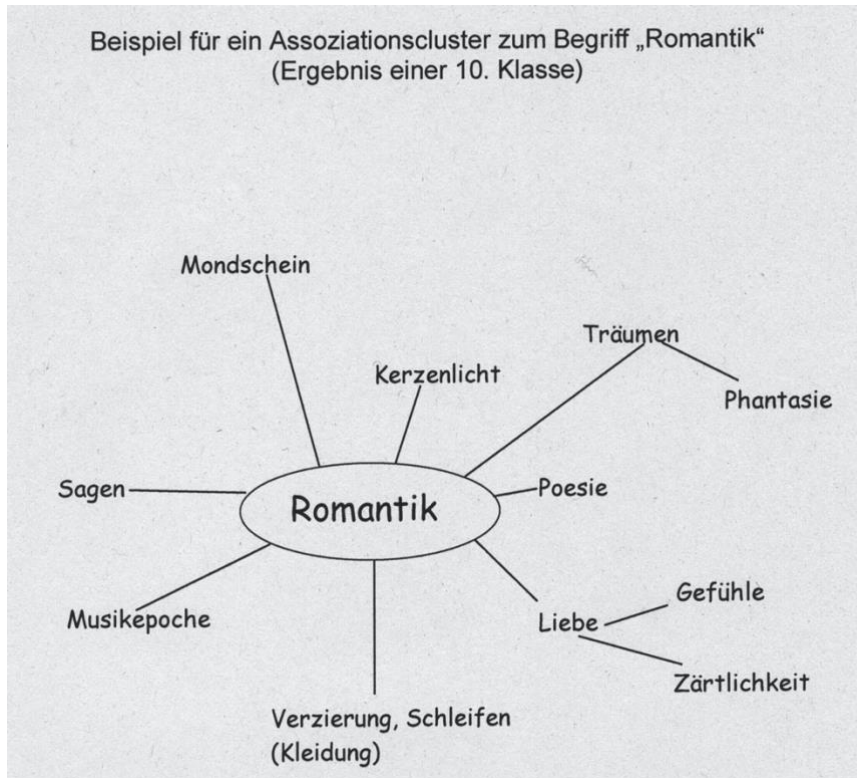 Beispiel für ein Assoziationscluster zum Begriff „Romantik“
(Ergebnis einer 10. Klasse)
Mondschein
Träumen
Kerzenlicht
Phantasie
Sagen
Poesie
Romantik
Gefühle
Musikepoche
Liebe
Zärtlichkeit
Verzierung, Schleifen
(Kleidung)